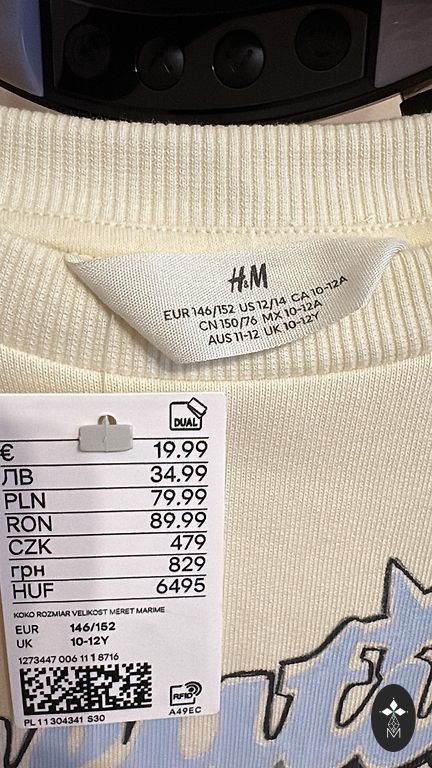 H&M
EUR 146/152 US 12/14 CA 10-12A
CN 150/76 MX 10-12A
AUS 11-12 UK 10-12Y
DUAL
€ 19.99
ЛВ 34.99
PLN 79.99
RON 89.99
CZK 479
грн 829
HUF 6495
KOKO ROZMIAR VELIKOST MÉRET MARIME
EUR 146/152
UK 10-12Y
1273447 006 11 1 8716
RFID
A49EC
PL 11 304341 S30
M